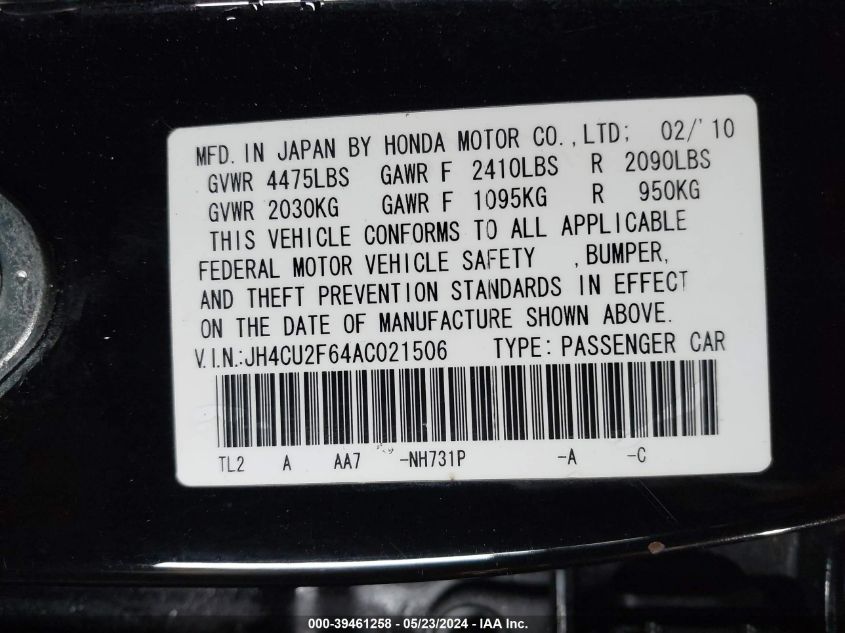 MFD. IN JAPAN BY HONDA MOTOR CO., LTD; 02/'10
GVWR 4475LBS GAWR F 2410LBS R 2090LBS
GVWR 2030KG GAWR F 1095KG R 950KG
THIS VEHICLE CONFORMS TO ALL APPLICABLE
FEDERAL MOTOR VEHICLE SAFETY , BUMPER,
AND THEFT PREVENTION STANDARDS IN EFFECT
ON THE DATE OF MANUFACTURE SHOWN ABOVE.
V.I.N.:JH4CU2F64AC021506 TYPE: PASSENGER CAR
TL2 A AA7 -NH731P -A -C
000-39461258 - 05/23/2024 - IAAI.COM